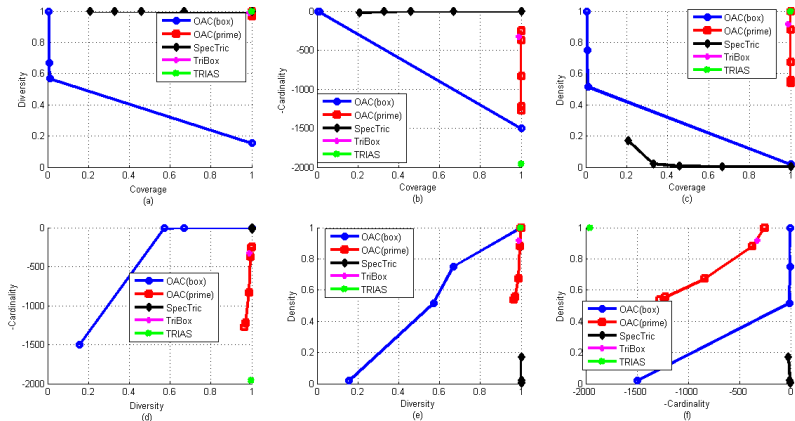 1
0.8
0.6
0.4
0.2
0
Diversity
0 0.2 0.4 0.6 0.8 1
Coverage
(a)
OAC(box)
OAC(prime)
SpecTric
TriBox
TRIAS
0
-500
-1000
-1500
-2000
-Cardinality
0 0.2 0.4 0.6 0.8 1
Coverage
(b)
OAC(box)
OAC(prime)
SpecTric
TriBox
TRIAS
1
0.8
0.6
0.4
0.2
0
Density
0 0.2 0.4 0.6 0.8 1
Coverage
(c)
OAC(box)
OAC(prime)
SpecTric
TriBox
TRIAS
0
-500
-1000
-1500
-2000
-Cardinality
0 0.2 0.4 0.6 0.8 1
Diversity
(d)
OAC(box)
OAC(prime)
SpecTric
TriBox
TRIAS
1
0.8
0.6
0.4
0.2
0
Density
0 0.2 0.4 0.6 0.8 1
Diversity
(e)
OAC(box)
OAC(prime)
SpecTric
TriBox
TRIAS
1
0.8
0.6
0.4
0.2
0
Density
-2000 -1500 -1000 -500 0
-Cardinality
(f)
OAC(box)
OAC(prime)
SpecTric
TriBox
TRIAS